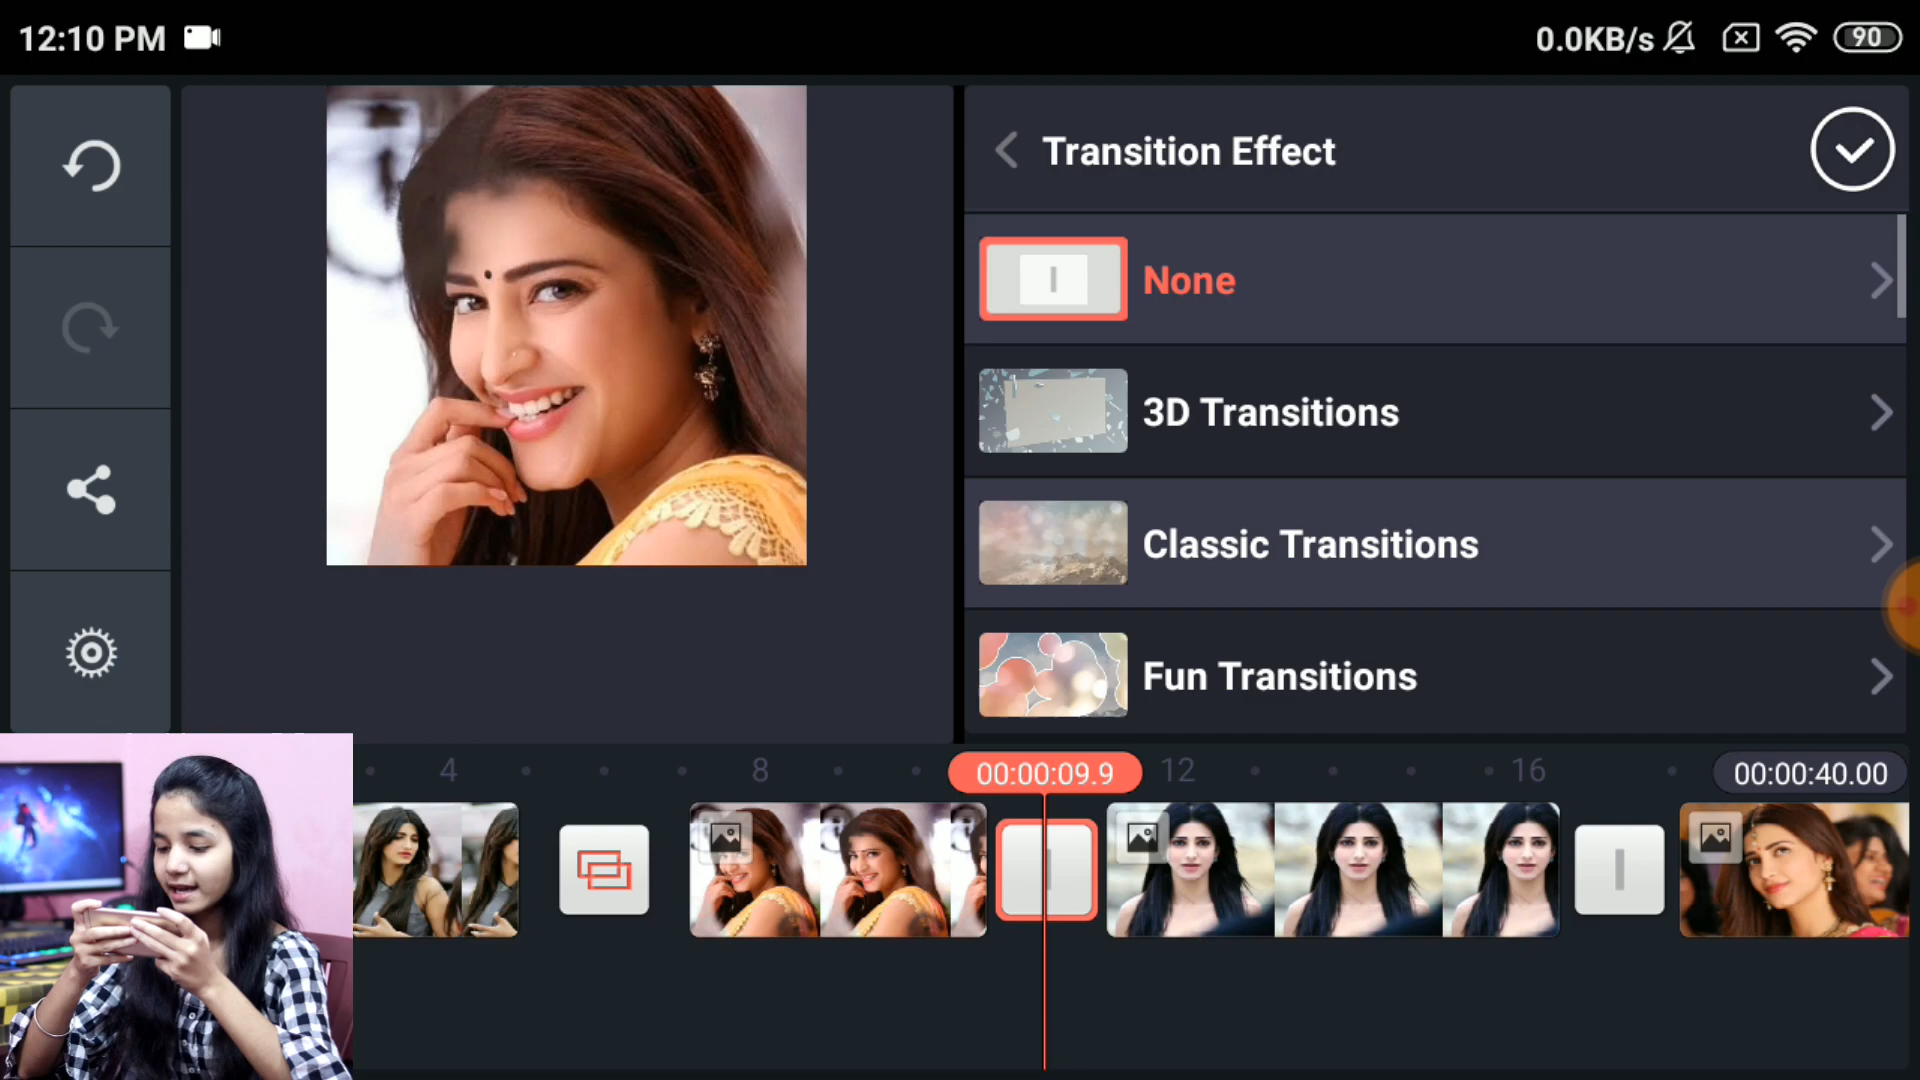 12:10 PM
0.0KB/s
90
Transition Effect
None
3D Transitions
Classic Transitions
Fun Transitions
4
8
00:00:09.9
12
16
00:00:40.00